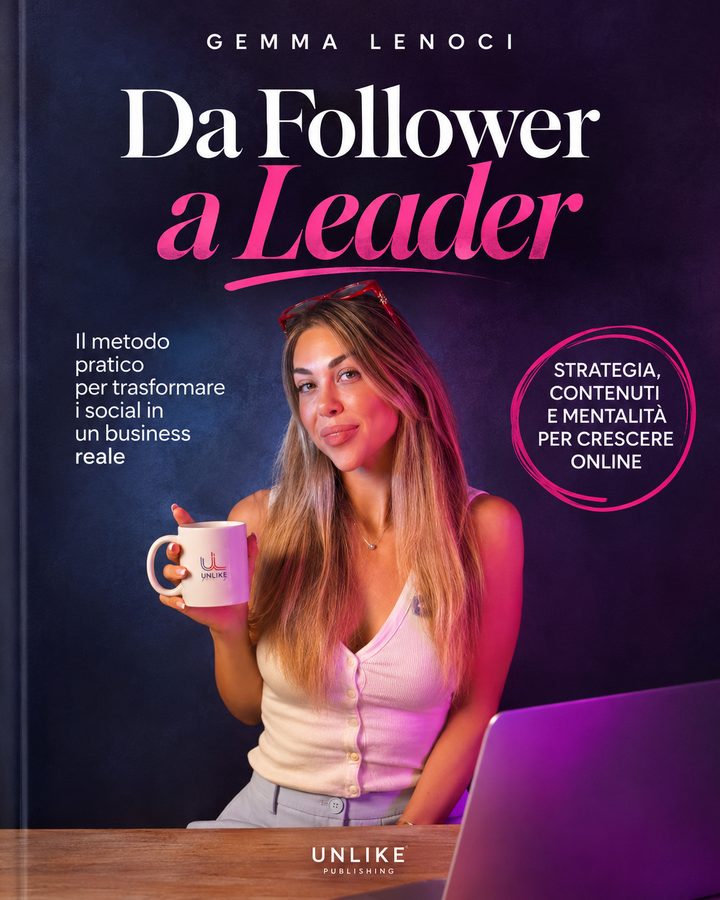 GEMMA LENOCI
Da Follower
a Leader
Il metodo
pratico
per trasformare
i social in
un business
reale
STRATEGIA,
CONTENUTI
E MENTALITÀ
PER CRESCERE
ONLINE
UNLIKE
UNLIKE
PUBLISHING